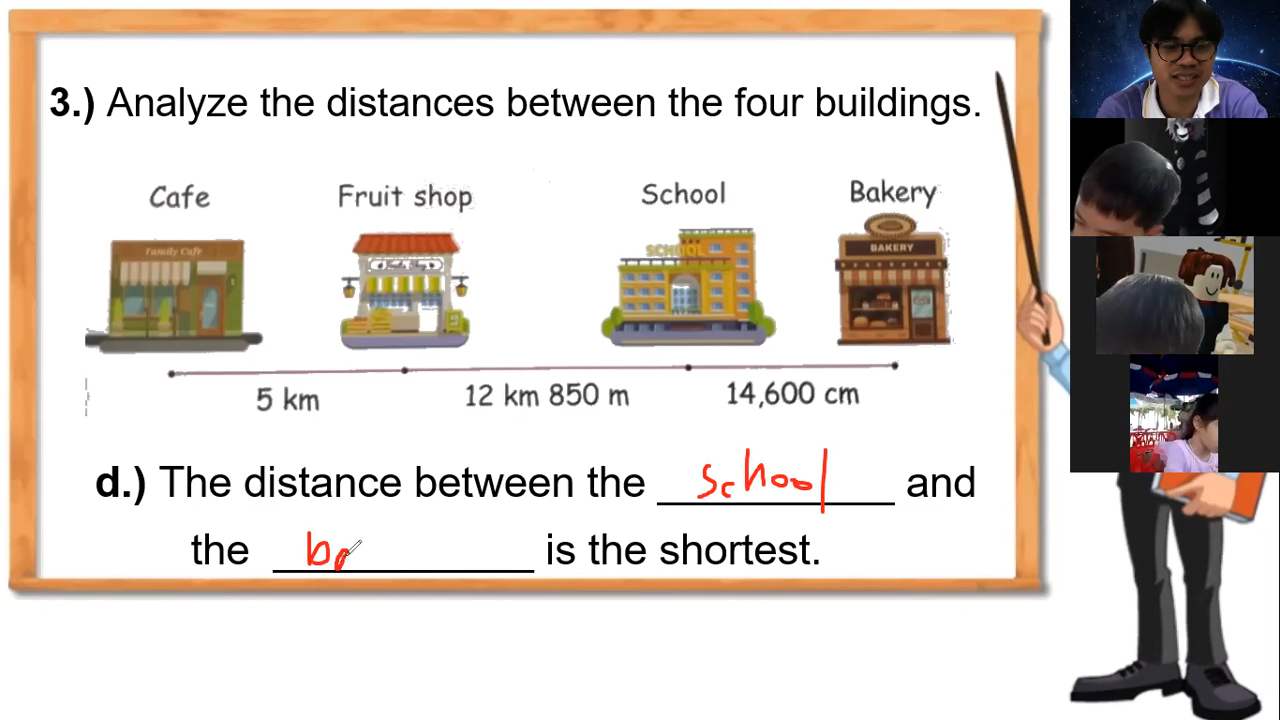 3.) Analyze the distances between the four buildings.
Cafe Fruit shop School Bakery
Family Cafe
SCHOOL
BAKERY
5 km 12 km 850 m 14,600 cm
d.) The distance between the school and
the ba is the shortest.